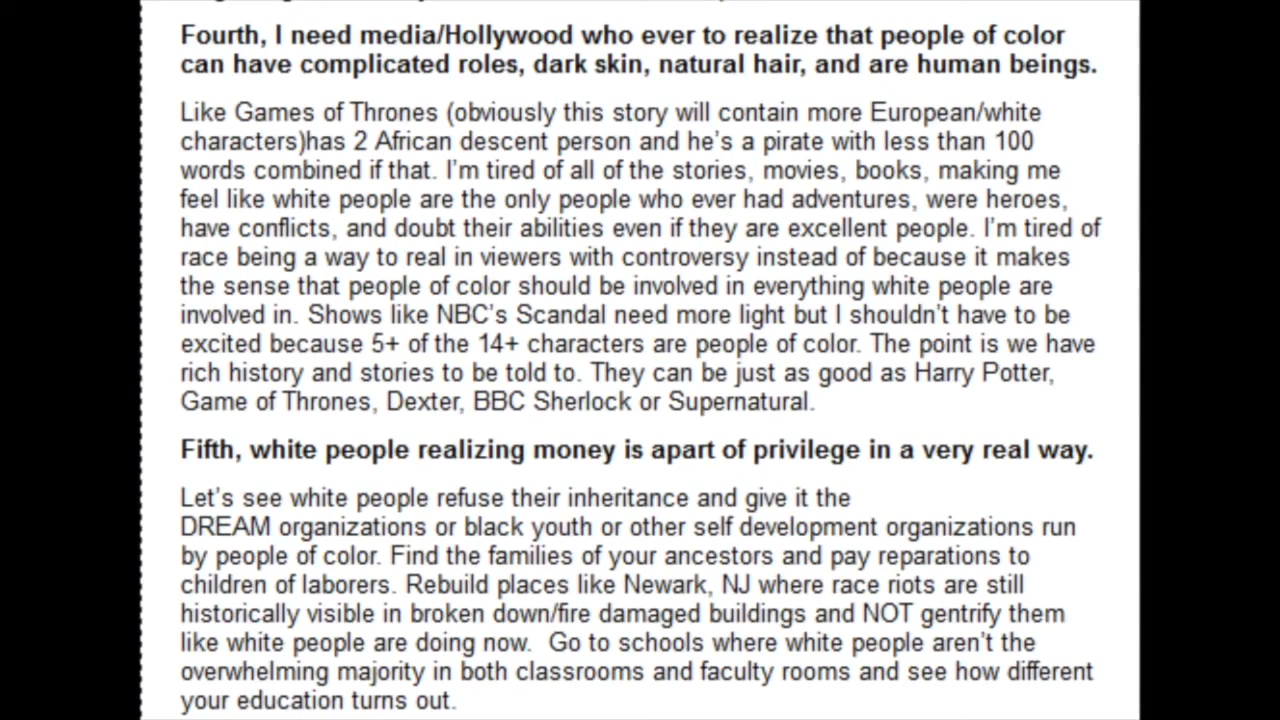 Fourth, I need media/Hollywood who ever to realize that people of color
can have complicated roles, dark skin, natural hair, and are human beings.
Like Games of Thrones (obviously this story will contain more European/white
characters)has 2 African descent person and he's a pirate with less than 100
words combined if that. I'm tired of all of the stories, movies, books, making me
feel like white people are the only people who ever had adventures, were heroes,
have conflicts, and doubt their abilities even if they are excellent people. I'm tired of
race being a way to real in viewers with controversy instead of because it makes
the sense that people of color should be involved in everything white people are
involved in. Shows like NBC's Scandal need more light but I shouldn't have to be
excited because 5+ of the 14+ characters are people of color. The point is we have
rich history and stories to be told to. They can be just as good as Harry Potter,
Game of Thrones, Dexter, BBC Sherlock or Supernatural.
Fifth, white people realizing money is apart of privilege in a very real way.
Let's see white people refuse their inheritance and give it the
DREAM organizations or black youth or other self development organizations run
by people of color. Find the families of your ancestors and pay reparations to
children of laborers. Rebuild places like Newark, NJ where race riots are still
historically visible in broken down/fire damaged buildings and NOT gentrify them
like white people are doing now.  Go to schools where white people aren't the
overwhelming majority in both classrooms and faculty rooms and see how different
your education turns out.